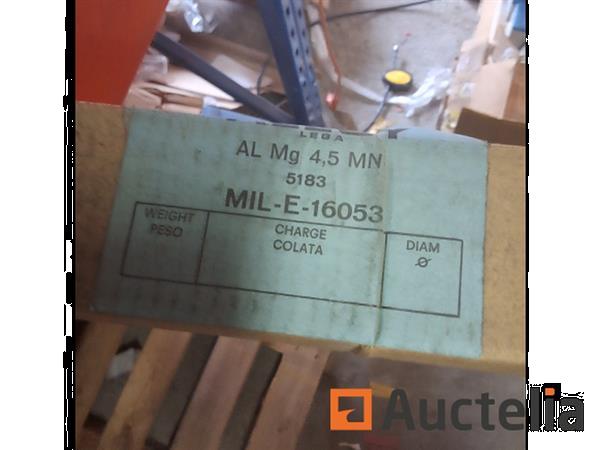 LEGA
AL Mg 4,5 MN
5183
MIL-E-16053
WEIGHT
PESO
CHARGE
COLATA
DIAM
Ø
Auctelia